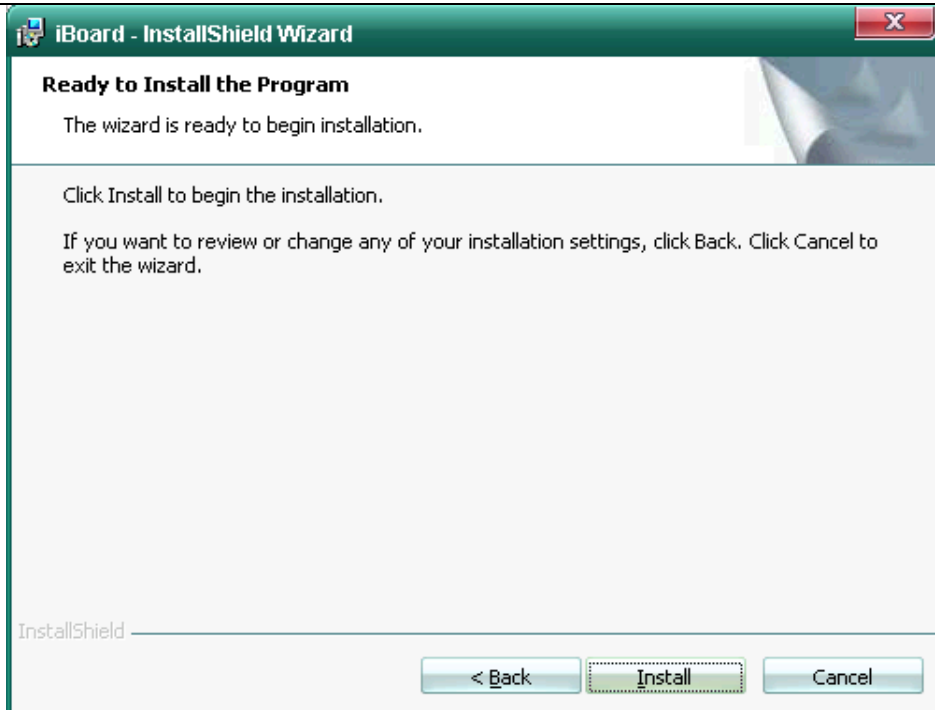 iBoard - InstallShield Wizard
Ready to Install the Program
The wizard is ready to begin installation.
Click Install to begin the installation.
If you want to review or change any of your installation settings, click Back. Click Cancel to
exit the wizard.
InstallShield
< Back Install Cancel